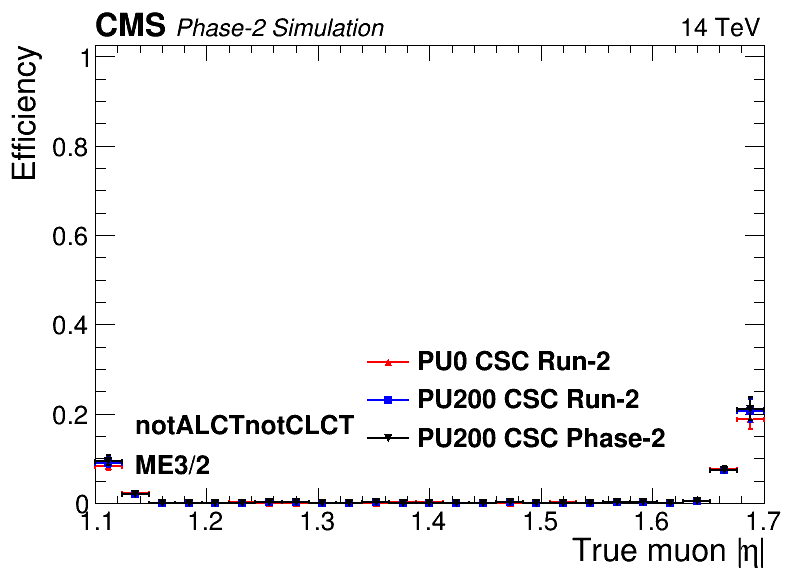 CMS Phase-2 Simulation 14 TeV
Efficiency
1
0.8
0.6
0.4
0.2
0
PU0 CSC Run-2
PU200 CSC Run-2
PU200 CSC Phase-2
notALCTnotCLCT
ME3/2
1.1 1.2 1.3 1.4 1.5 1.6 1.7
True muon |η|